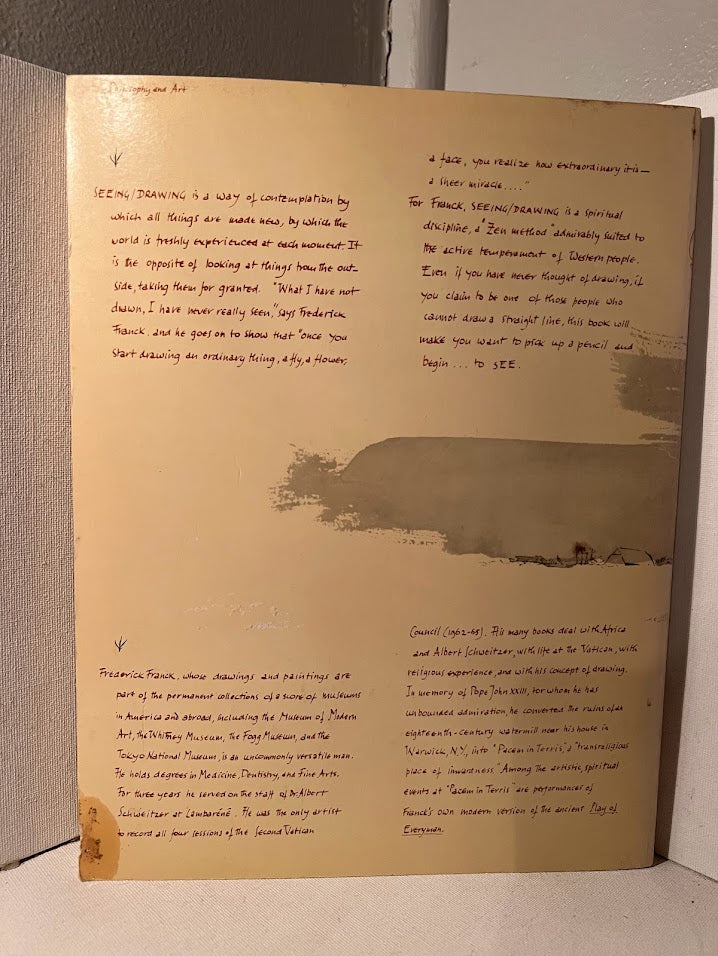 Philosophy and Art
SEEING/DRAWING is a way of contemplation by
which all things are made new, by which the
world is freshly experienced at each moment. It
is the opposite of looking at things from the out-
side, taking them for granted. "What I have not
drawn, I have never really seen," says Frederick
Franck, and he goes on to show that "once you
start drawing an ordinary thing, a fly, a flower,
a face, you realize how extraordinary it is—
a sheer miracle...."
For Franck, SEEING/DRAWING is a spiritual
discipline, a "Zen method" admirably suited to
the active temperament of Western people.
Even if you have never thought of drawing, if
you claim to be one of those people who
cannot draw a straight line, this book will
make you want to pick up a pencil and
begin... to SEE.
Frederick Franck, whose drawings and paintings are
part of the permanent collections of a score of museums
in America and abroad, including the Museum of Modern
Art, the Whitney Museum, the Fogg Museum, and the
Tokyo National Museum, is an uncommonly versatile man.
He holds degrees in Medicine, Dentistry, and Fine Arts.
For three years he served on the staff of Dr. Albert
Schweitzer at Lambaréné. He was the only artist
to record all four sessions of the Second Vatican
Council (1962-65). His many books deal with Africa
and Albert Schweitzer, with life at the Vatican, with
religious experience, and with his concept of drawing.
In memory of Pope John XXIII, for whom he has
unbounded admiration, he converted the ruins of an
eighteenth-century watermill near his house in
Warwick, N.Y., into "Pacem in Terris," a "transreligious
place of inwardness." Among the artistic, spiritual
events at "Pacem in Terris" are performances of
Franck's own modern version of the ancient Play of
Everyman.